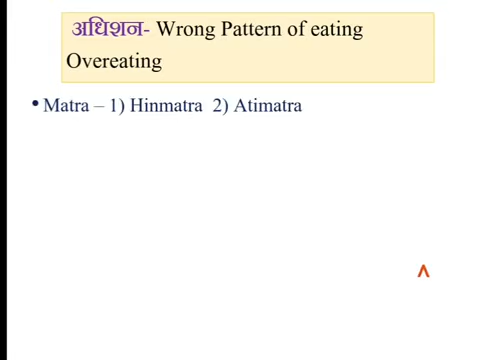 अधिशन- Wrong Pattern of eating
Overeating
• Matra – 1) Hinmatra 2) Atimatra
^